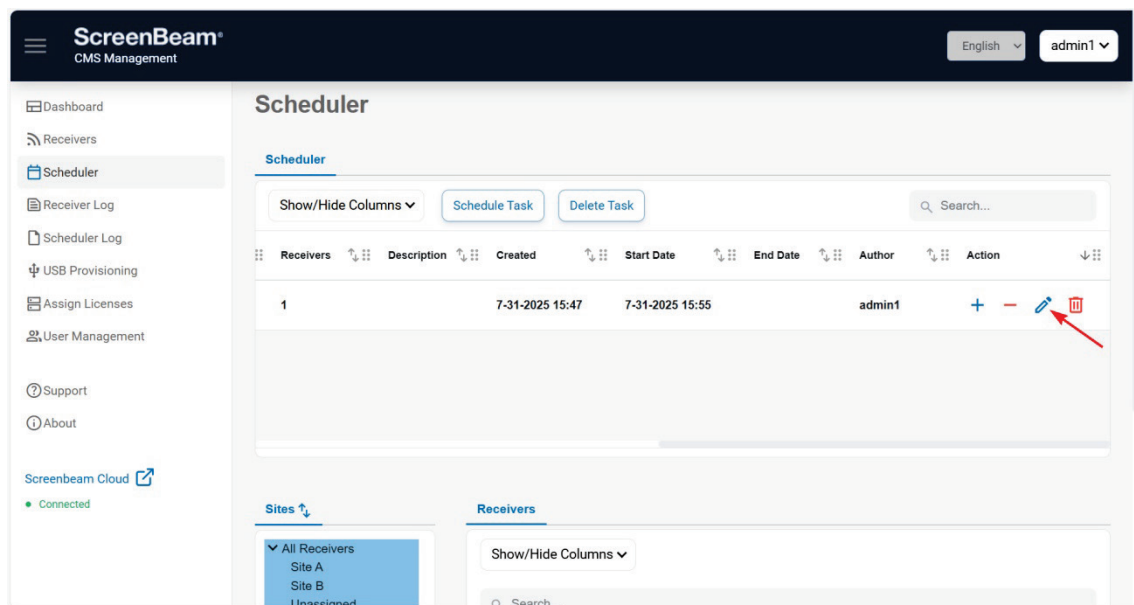 ScreenBeam®
CMS Management
English
admin1
Dashboard
Receivers
Scheduler
Receiver Log
Scheduler Log
USB Provisioning
Assign Licenses
User Management
Support
About
Screenbeam Cloud
Connected
Scheduler
Scheduler
Show/Hide Columns Schedule Task Delete Task Search...
Receivers Description Created Start Date End Date Author Action
1 7-31-2025 15:47 7-31-2025 15:55 admin1
Sites
All Receivers
Site A
Site B
Unassigned
Receivers
Show/Hide Columns
Search